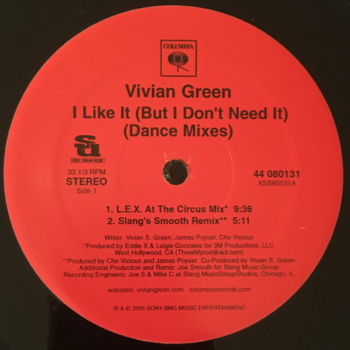 COLUMBIA
Vivian Green
I Like It (But I Don't Need It)
(Dance Mixes)
33 1/3 RPM
STEREO
Side 1
44 080131
XSS80131A
1. L.E.X. At The Circus Mix* 9:36
2. Slang's Smooth Remix** 5:11
Writer- Vivian S. Green, James Poyser, Che Vicious
*Produced by Eddie X & Luigie Gonzales for 3M Productions, LLC
West Hollywood, CA (ThreeMprod@aol.com)
**Produced by Che Vicious and James Poyser. Co-Produced by Vivian S. Green
Additional Production and Remix: Joe Smooth for Slang Music-Group
Recording Engineers: Joe S & Mike C at Slang MusicGroupStudios, Chicago, IL
websites: viviangreen.com columbiarecords.com
℗ & © 2005 SONY BMG MUSIC ENTERTAINMENT